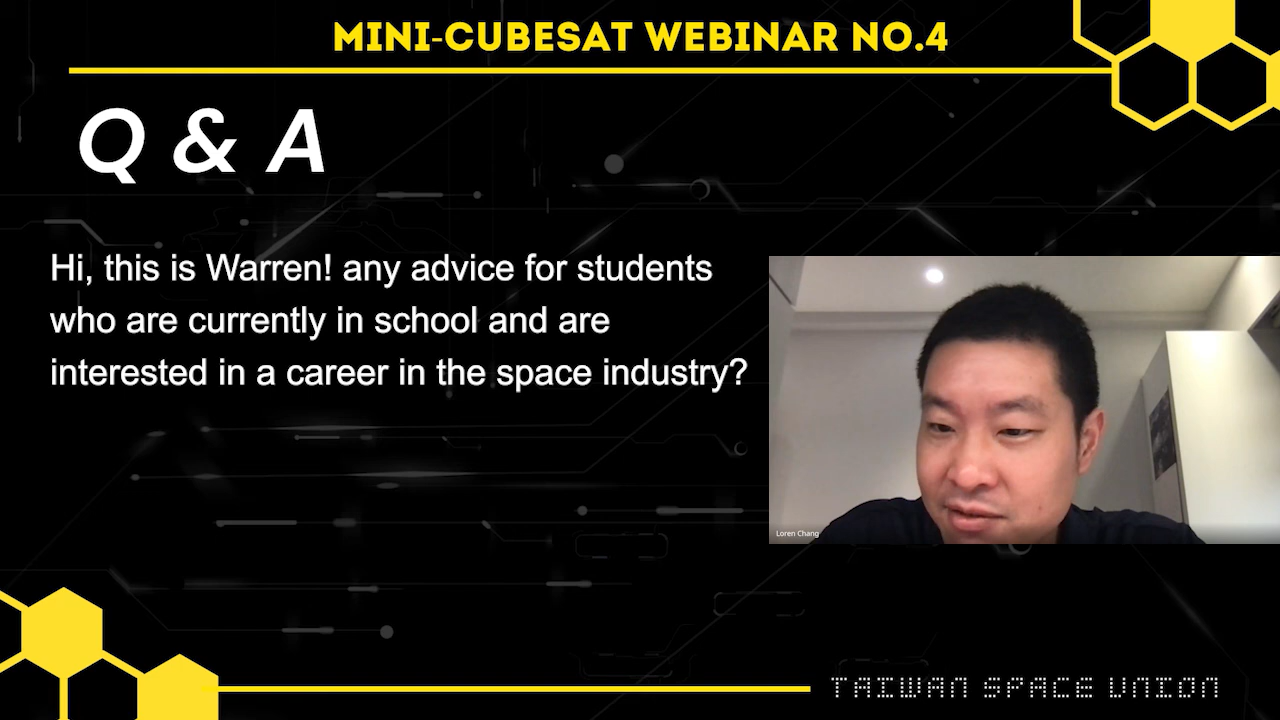 MINI-CUBESAT WEBINAR NO.4
Q & A
Hi, this is Warren! any advice for students
who are currently in school and are
interested in a career in the space industry?
Loren Chang
TAIWAN SPACE UNION